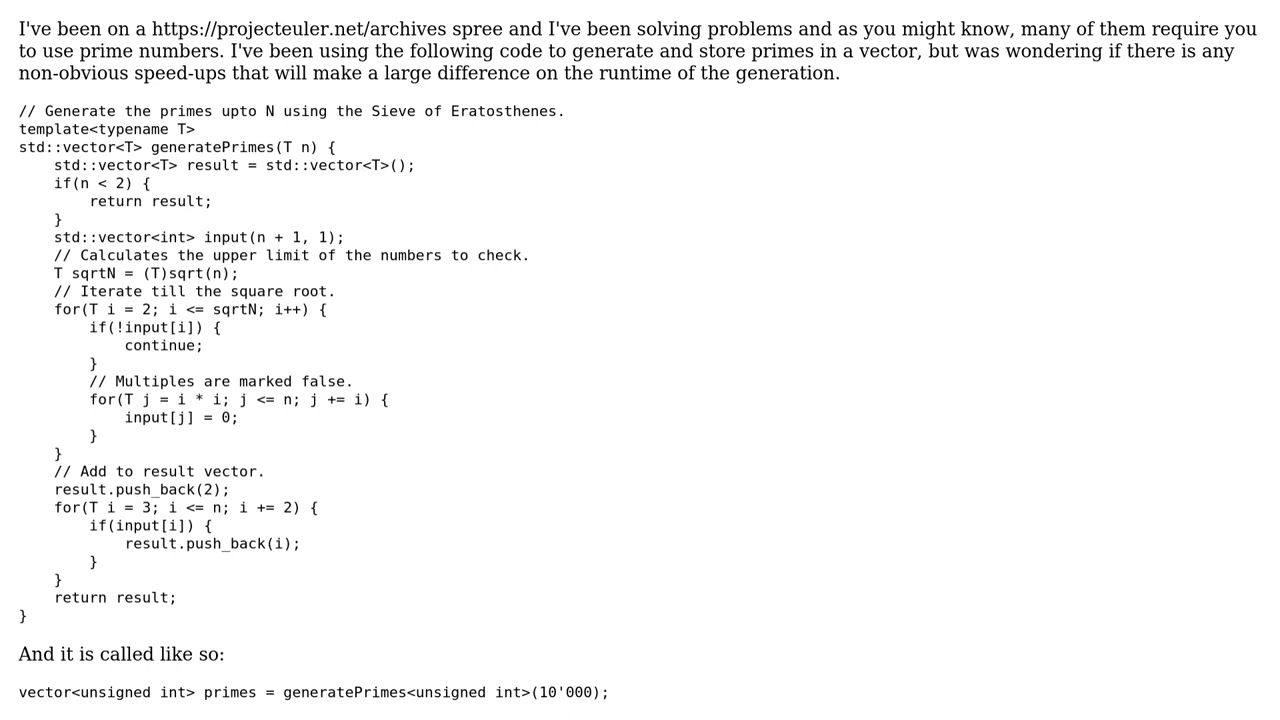 I've been on a https://projecteuler.net/archives spree and I've been solving problems and as you might know, many of them require you
to use prime numbers. I've been using the following code to generate and store primes in a vector, but was wondering if there is any
non-obvious speed-ups that will make a large difference on the runtime of the generation.
// Generate the primes upto N using the Sieve of Eratosthenes.
template<typename T>
std::vector<T> generatePrimes(T n) {
    std::vector<T> result = std::vector<T>();
    if(n < 2) {
        return result;
    }
    std::vector<int> input(n + 1, 1);
    // Calculates the upper limit of the numbers to check.
    T sqrtN = (T)sqrt(n);
    // Iterate till the square root.
    for(T i = 2; i <= sqrtN; i++) {
        if(!input[i]) {
            continue;
        }
        // Multiples are marked false.
        for(T j = i * i; j <= n; j += i) {
            input[j] = 0;
        }
    }
    // Add to result vector.
    result.push_back(2);
    for(T i = 3; i <= n; i += 2) {
        if(input[i]) {
            result.push_back(i);
        }
    }
    return result;
}
And it is called like so:
vector<unsigned int> primes = generatePrimes<unsigned int>(10'000);